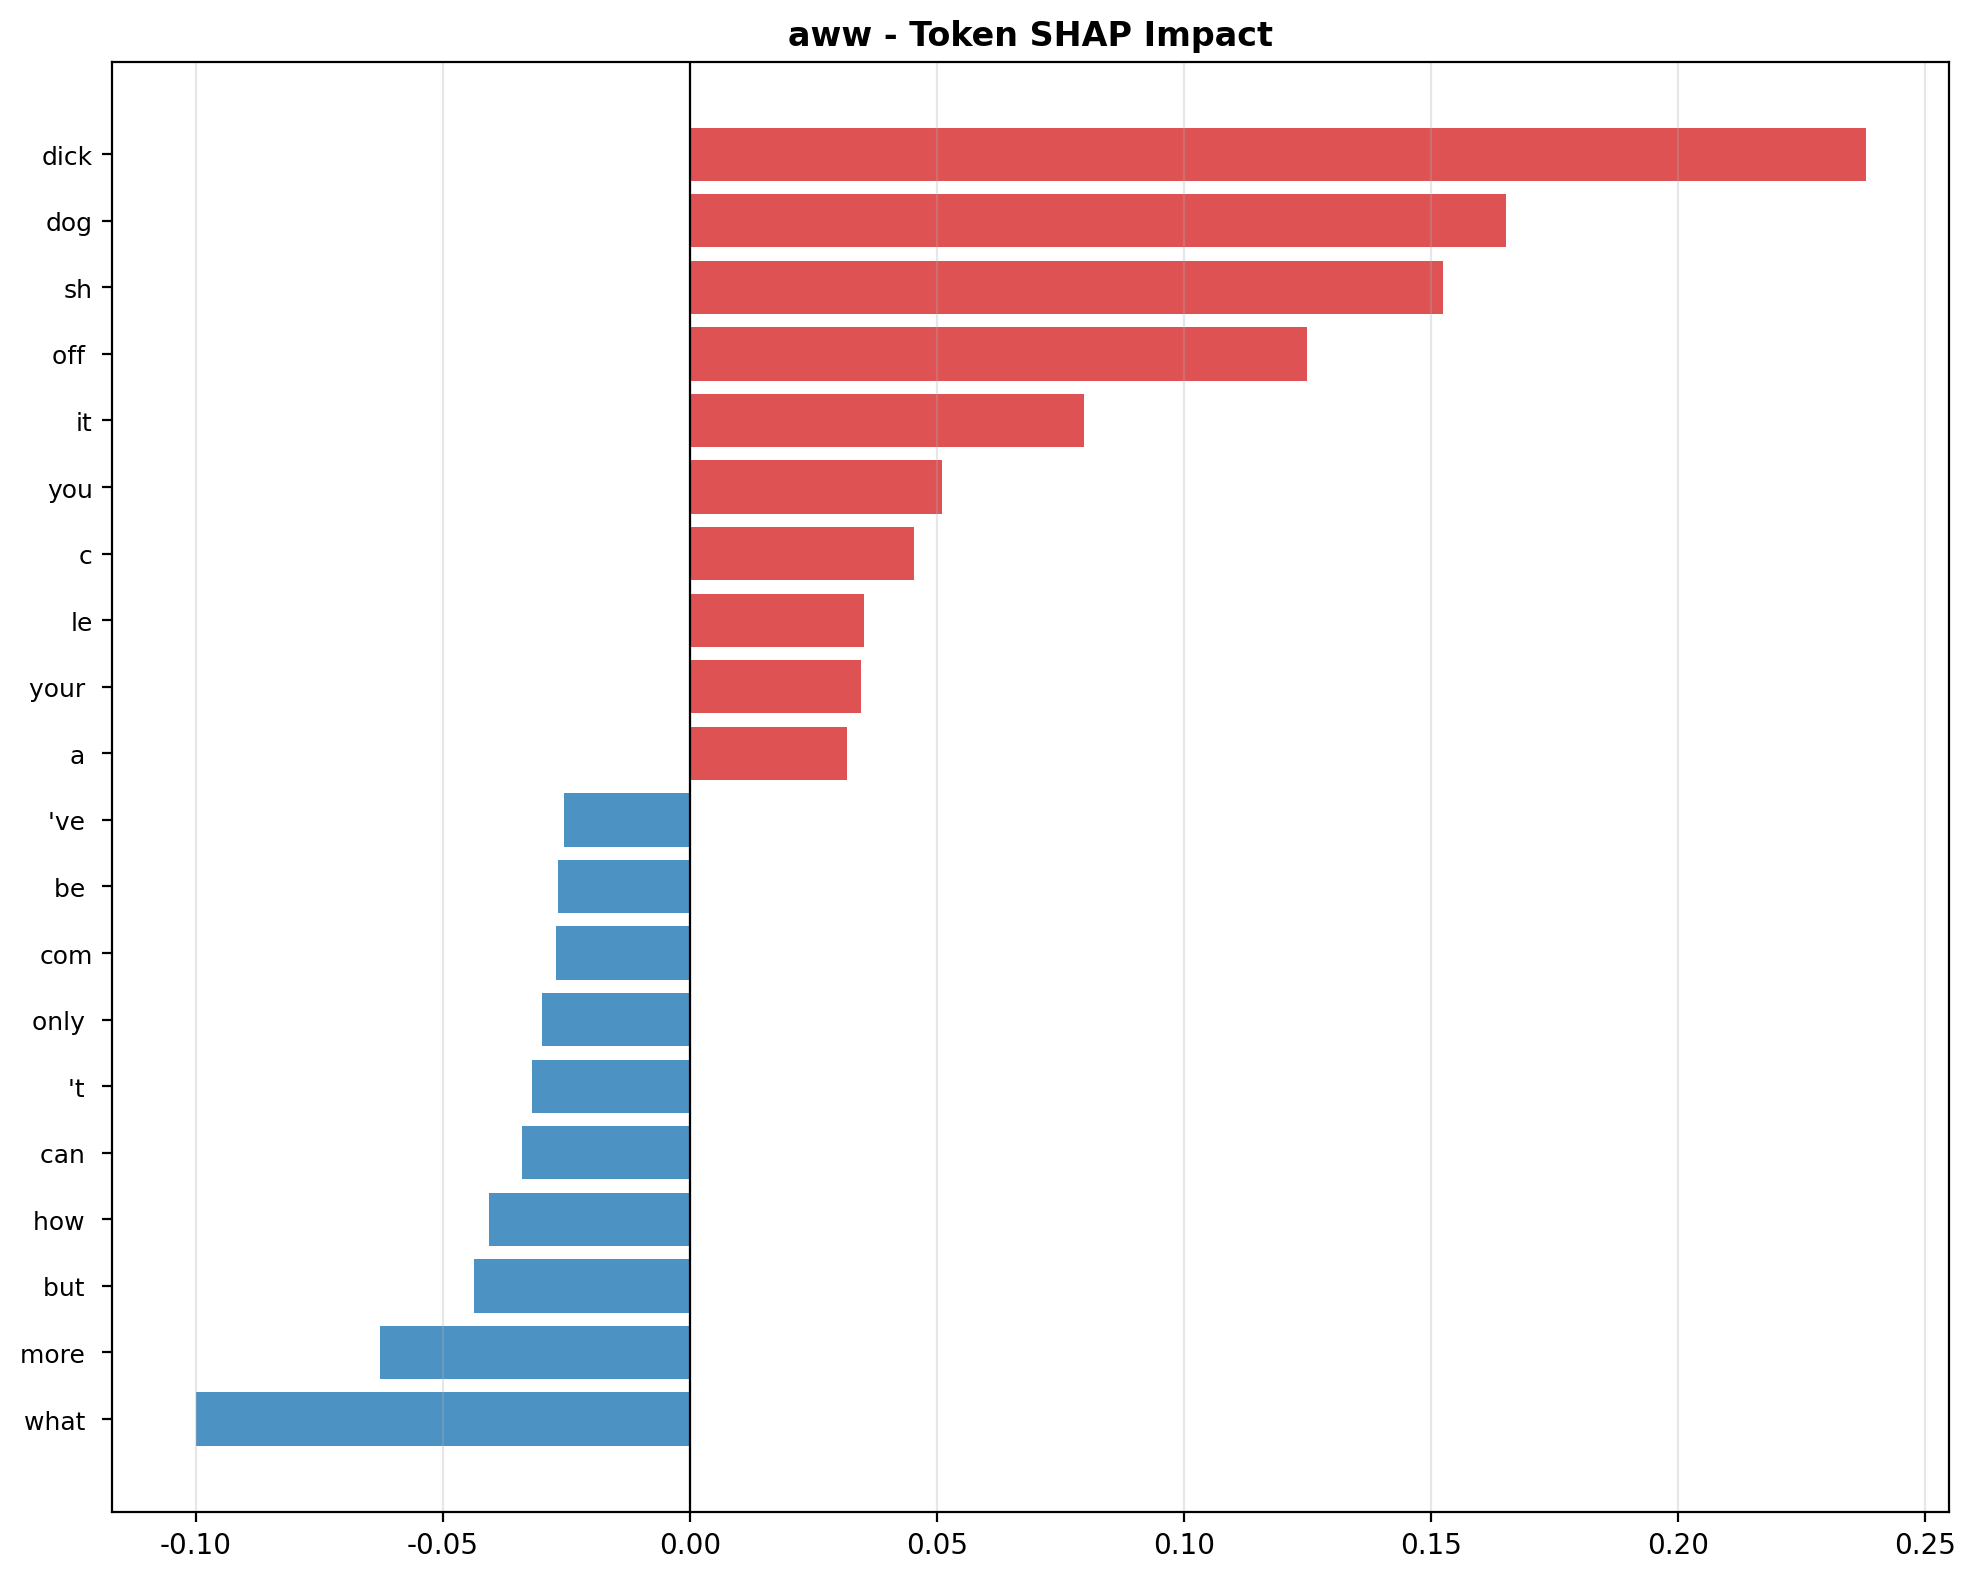 aww - Token SHAP Impact
dick
dog
sh
off
it
you
c
le
your
a
've
be
com
only
't
can
how
but
more
what
-0.10 -0.05 0.00 0.05 0.10 0.15 0.20 0.25